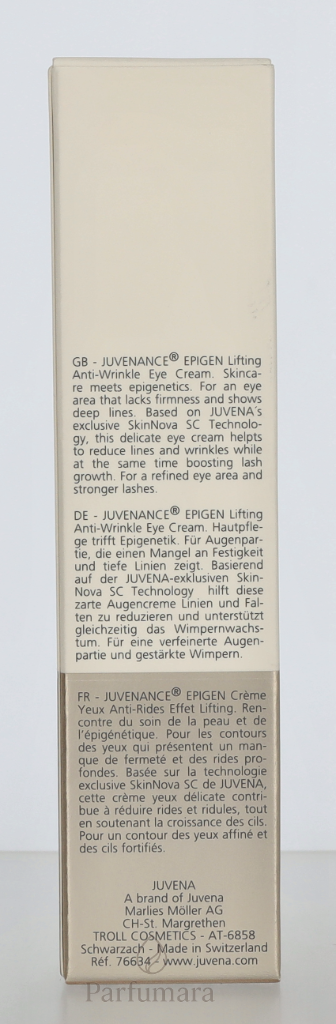 GB - JUVENANCE® EPIGEN Lifting
Anti-Wrinkle Eye Cream. Skinca-
re meets epigenetics. For an eye
area that lacks firmness and shows
deep lines. Based on JUVENA´s
exclusive SkinNova SC Technolo-
gy, this delicate eye cream helpts
to reduce lines and wrinkles while
at the same time boosting lash
growth. For a refined eye area and
stronger lashes.
DE - JUVENANCE® EPIGEN Lifting
Anti-Wrinkle Eye Cream. Hautpfle-
ge trifft Epigenetik. Für Augenpar-
tie, die einen Mangel an Festigkeit
und tiefe Linien zeigt. Basierend
auf der JUVENA-exklusiven Skin-
Nova SC Technology hilft diese
zarte Augencreme Linien und Fal-
ten zu reduzieren und unterstützt
gleichzeitig das Wimpernwachs-
tum. Für eine verfeinerte Augen-
partie und gestärkte Wimpern.
FR - JUVENANCE® EPIGEN Crème
Yeux Anti-Rides Effet Lifting. Ren-
contre du soin de la peau et de
l'épigénétique. Pour les contours
des yeux qui présentent un man-
que de fermeté et des rides pro-
fondes. Basée sur la technologie
exclusive SkinNova SC de JUVENA,
cette crème yeux délicate contri-
bue à réduire rides et ridules, tout
en soutenant la croissance des cils.
Pour un contour des yeux affiné et
des cils fortifiés.
JUVENA
A brand of Juvena
Marlies Möller AG
CH-St. Margrethen
TROLL COSMETICS - AT-6858
Schwarzach - Made in Switzerland
Réf. 76634 - www.juvena.com
Parfumara